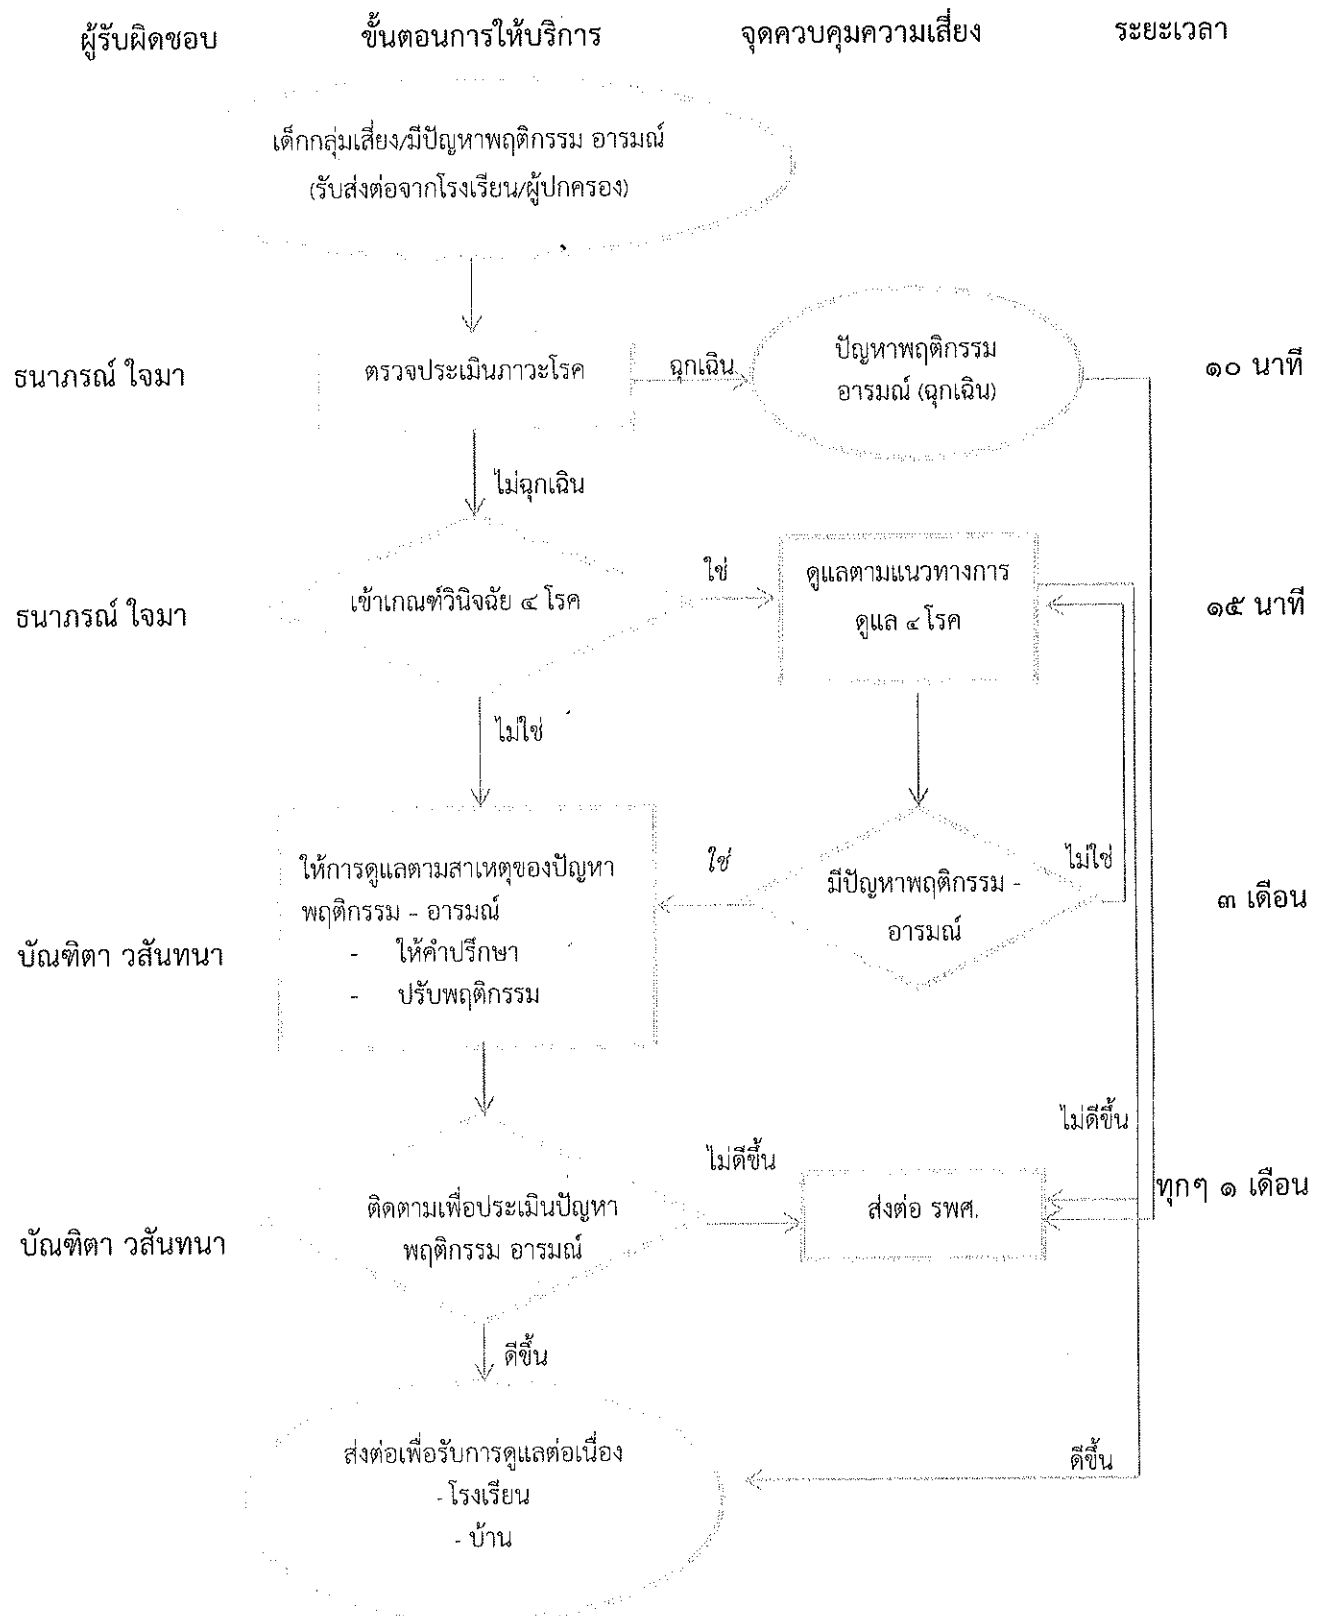 ผู้รับผิดชอบ ขั้นตอนการให้บริการ จุดควบคุมความเสี่ยง ระยะเวลา
เด็กกลุ่มเสี่ยง/มีปัญหาพฤติกรรม อารมณ์
(รับส่งต่อจากโรงเรียน/ผู้ปกครอง)
ธนาภรณ์ ใจมา
ตรวจประเมินภาวะโรค
ฉุกเฉิน
ปัญหาพฤติกรรม
อารมณ์ (ฉุกเฉิน)
๑๐ นาที
ไม่ฉุกเฉิน
ธนาภรณ์ ใจมา
เข้าเกณฑ์วินิจฉัย ๔ โรค
ใช่
ดูแลตามแนวทางการ
ดูแล ๔ โรค
๑๕ นาที
ไม่ใช่
บัณฑิตา วสันทนา
ให้การดูแลตามสาเหตุของปัญหา
พฤติกรรม - อารมณ์
- ให้คำปรึกษา
- ปรับพฤติกรรม
ใช่
มีปัญหาพฤติกรรม -
อารมณ์
ไม่ใช่
๓ เดือน
บัณฑิตา วสันทนา
ติดตามเพื่อประเมินปัญหา
พฤติกรรม อารมณ์
ไม่ดีขึ้น
ส่งต่อ รพศ.
ไม่ดีขึ้น
ทุกๆ ๑ เดือน
ดีขึ้น
ส่งต่อเพื่อรับการดูแลต่อเนื่อง
- โรงเรียน
- บ้าน
ดีขึ้น